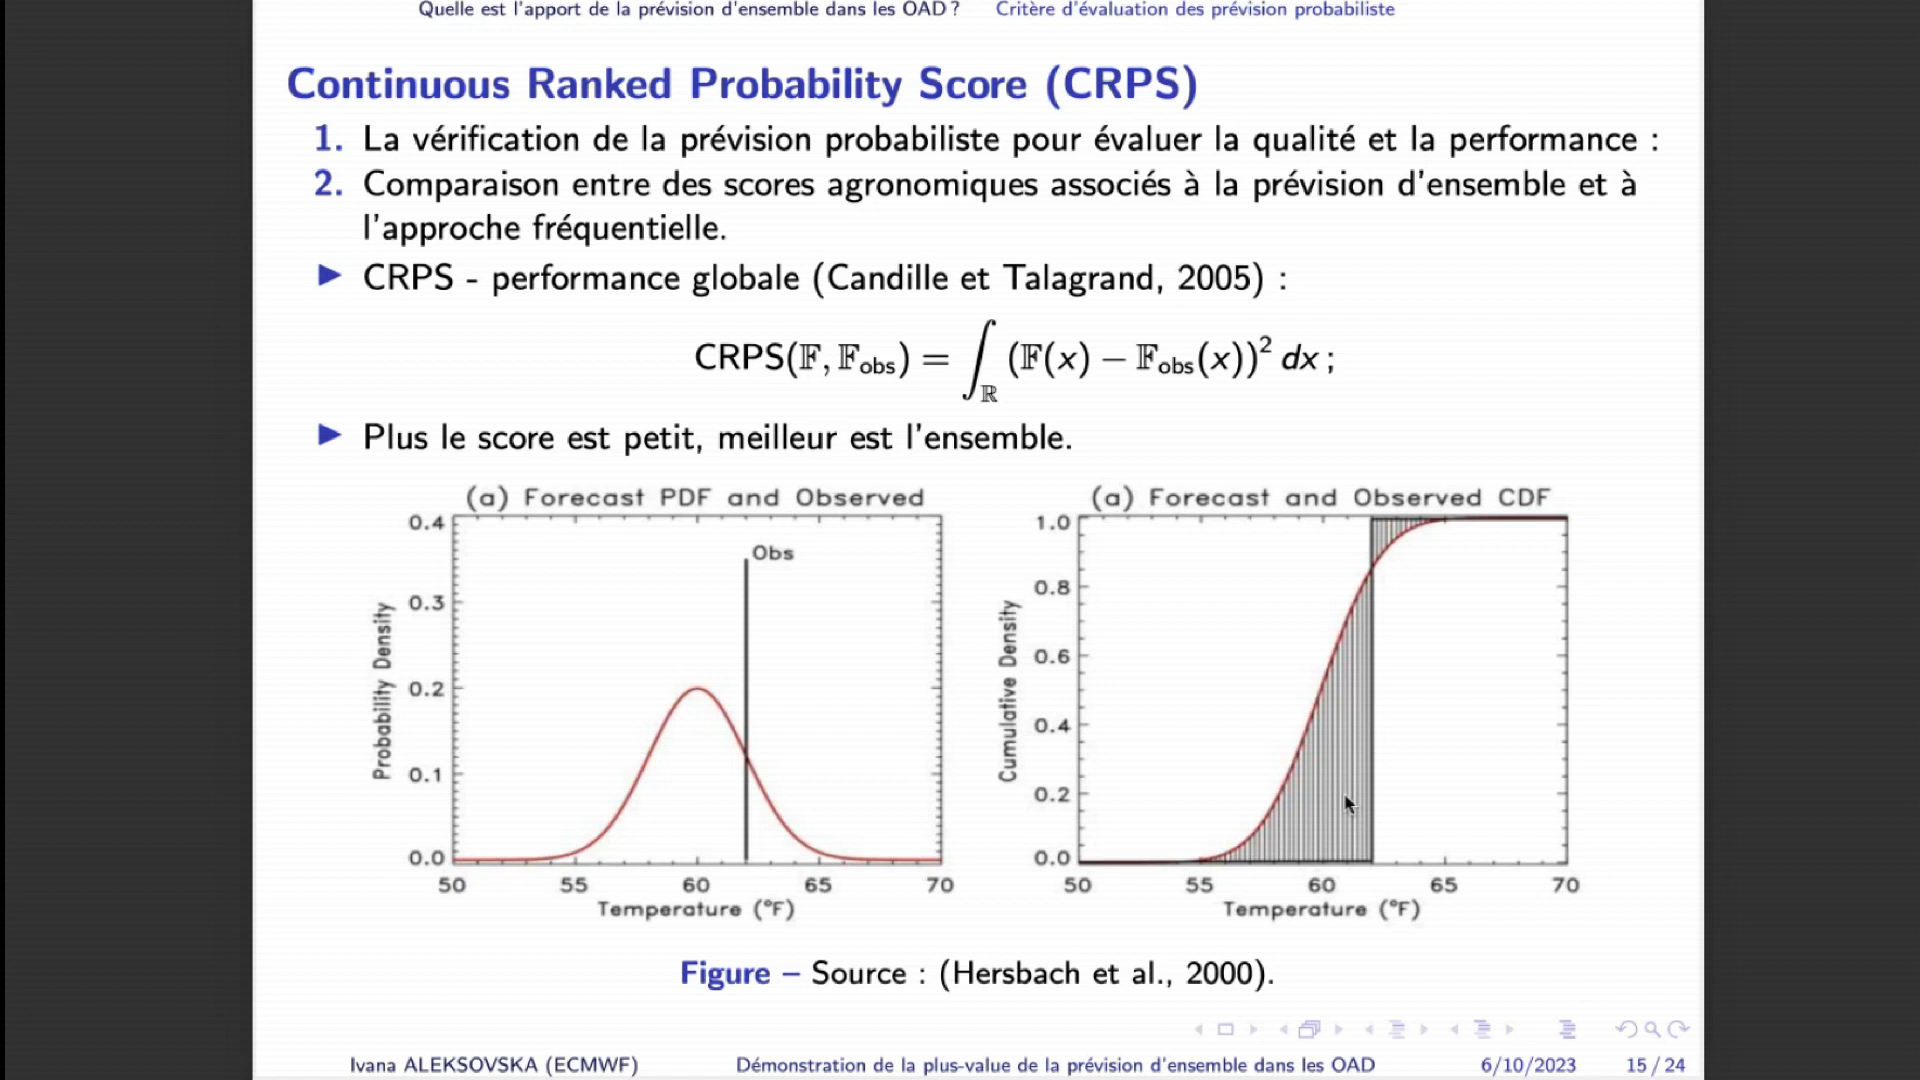 Quelle est l'apport de la prévision d'ensemble dans les OAD ? Critère d'évaluation des prévision probabiliste
Continuous Ranked Probability Score (CRPS)
1. La vérification de la prévision probabiliste pour évaluer la qualité et la performance :
2. Comparaison entre des scores agronomiques associés à la prévision d'ensemble et à
l'approche fréquentielle.
▶ CRPS - performance globale (Candille et Talagrand, 2005) :
CRPS(𝔽, 𝔽obs) = ∫ℝ (𝔽(x) − 𝔽obs(x))² dx ;
▶ Plus le score est petit, meilleur est l'ensemble.
(a) Forecast PDF and Observed
0.4
0.3
0.2
0.1
0.0
Probability Density
Obs
50 55 60 65 70
Temperature (°F)
(a) Forecast and Observed CDF
1.0
0.8
0.6
0.4
0.2
0.0
Cumulative Density
50 55 60 65 70
Temperature (°F)
Figure – Source : (Hersbach et al., 2000).
Ivana ALEKSOVSKA (ECMWF) Démonstration de la plus-value de la prévision d'ensemble dans les OAD 6/10/2023 15 / 24